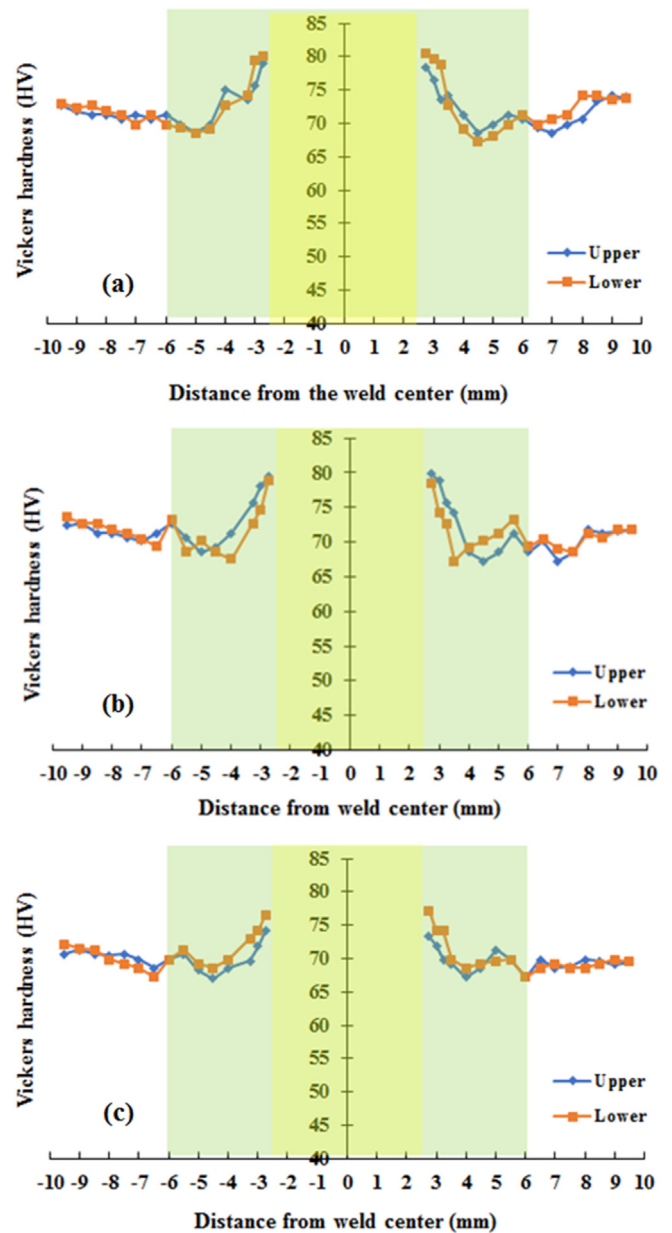 85
80
75
70
65
60
55
50
45
40
Vickers hardness (HV)
(a)
Upper
Lower
-10 -9 -8 -7 -6 -5 -4 -3 -2 -1 0 1 2 3 4 5 6 7 8 9 10
Distance from the weld center (mm)
85
80
75
70
65
60
55
50
45
40
Vickers hardness (HV)
(b)
Upper
Lower
-10 -9 -8 -7 -6 -5 -4 -3 -2 -1 0 1 2 3 4 5 6 7 8 9 10
Distance from weld center (mm)
85
80
75
70
65
60
55
50
45
40
Vickers hardness (HV)
(c)
Upper
Lower
-10 -9 -8 -7 -6 -5 -4 -3 -2 -1 0 1 2 3 4 5 6 7 8 9 10
Distance from weld center (mm)